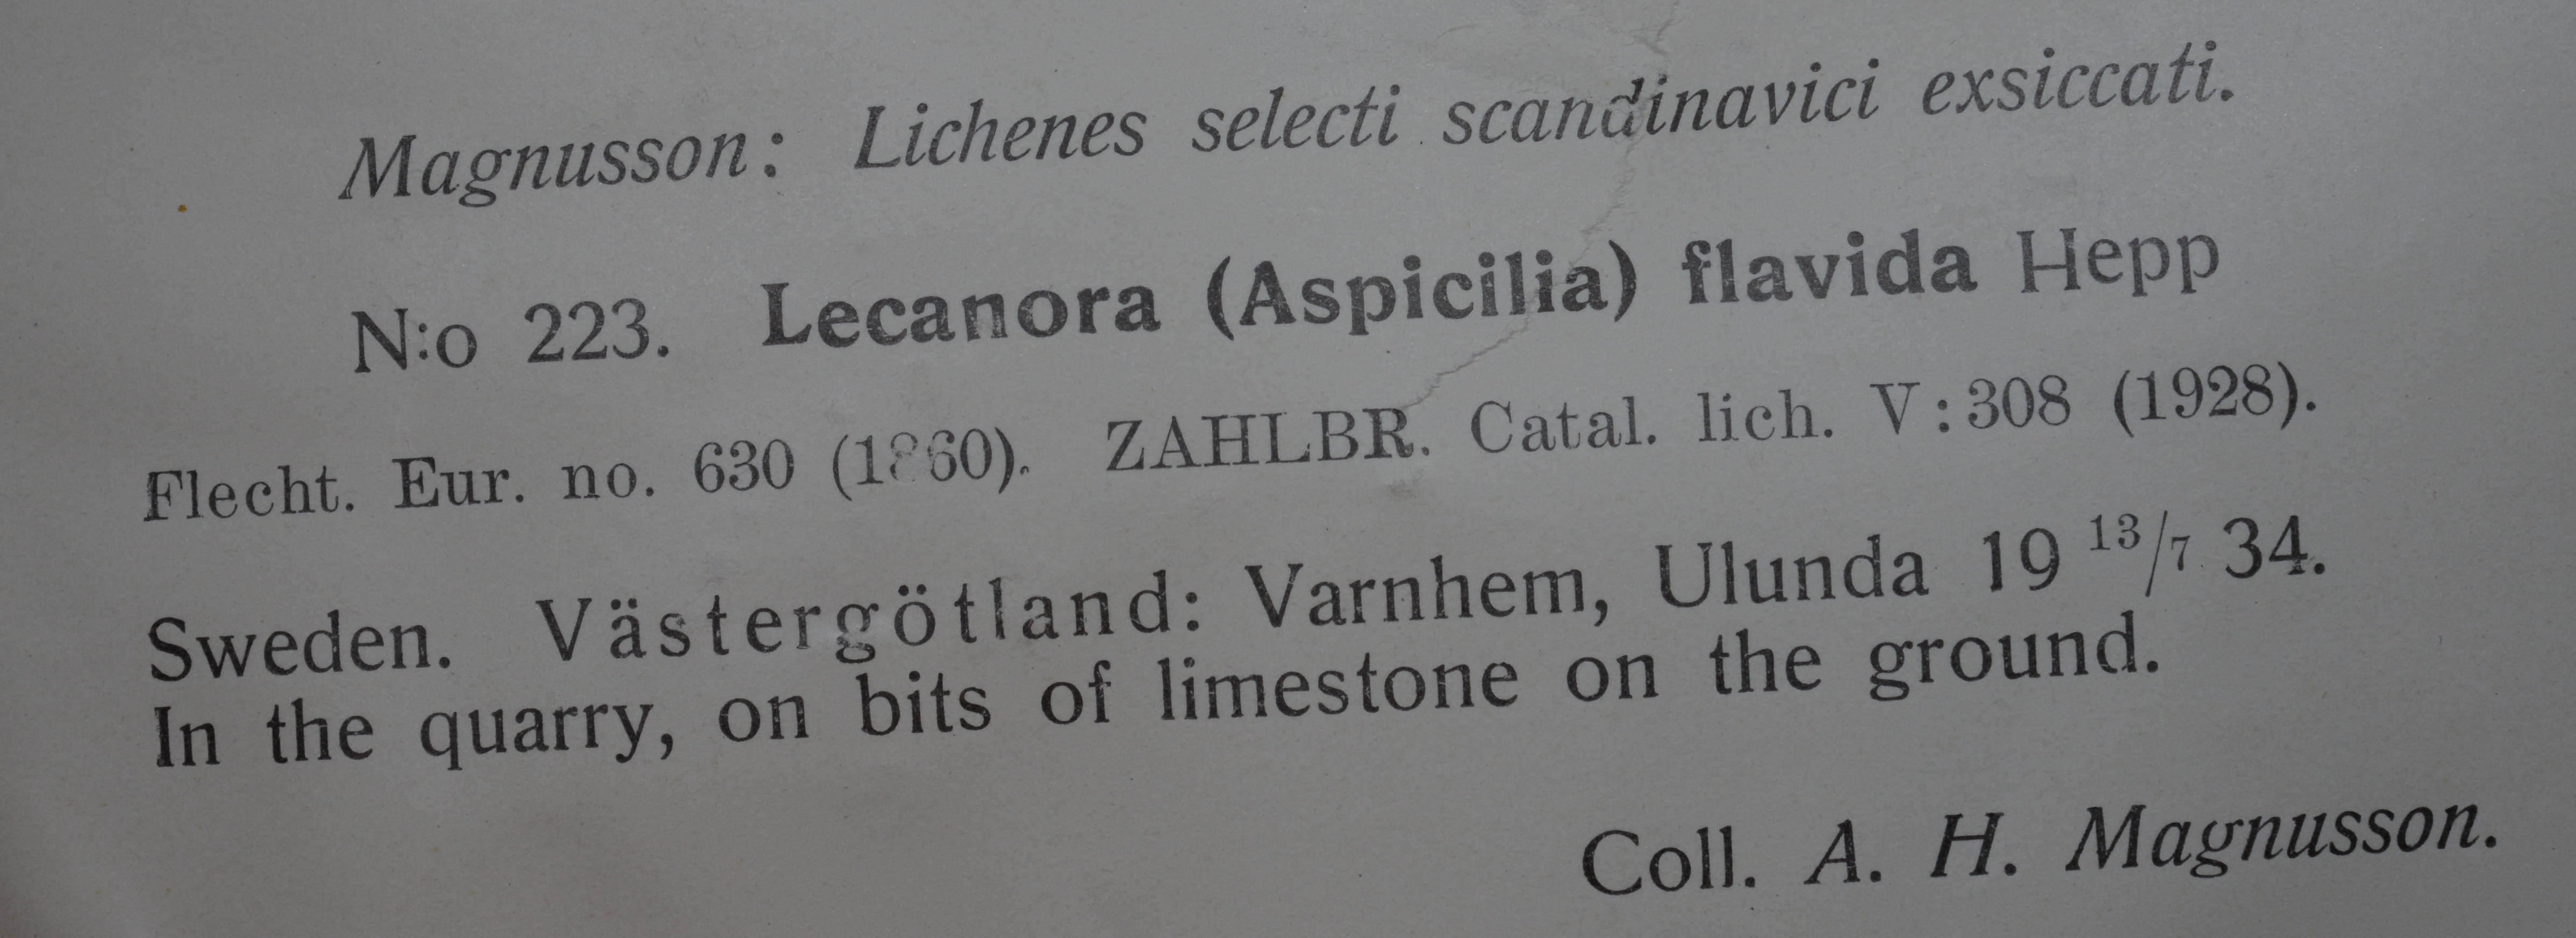 Magnusson: Lichenes selecti scandinavici exsiccati.
N:o 223. Lecanora (Aspicilia) flavida Hepp
Flecht. Eur. no. 630 (1860). ZAHLBR. Catal. lich. V: 308 (1928).
Sweden. Västergötland: Varnhem, Ulunda 19 13/7 34.
In the quarry, on bits of limestone on the ground.
Coll. A. H. Magnusson.